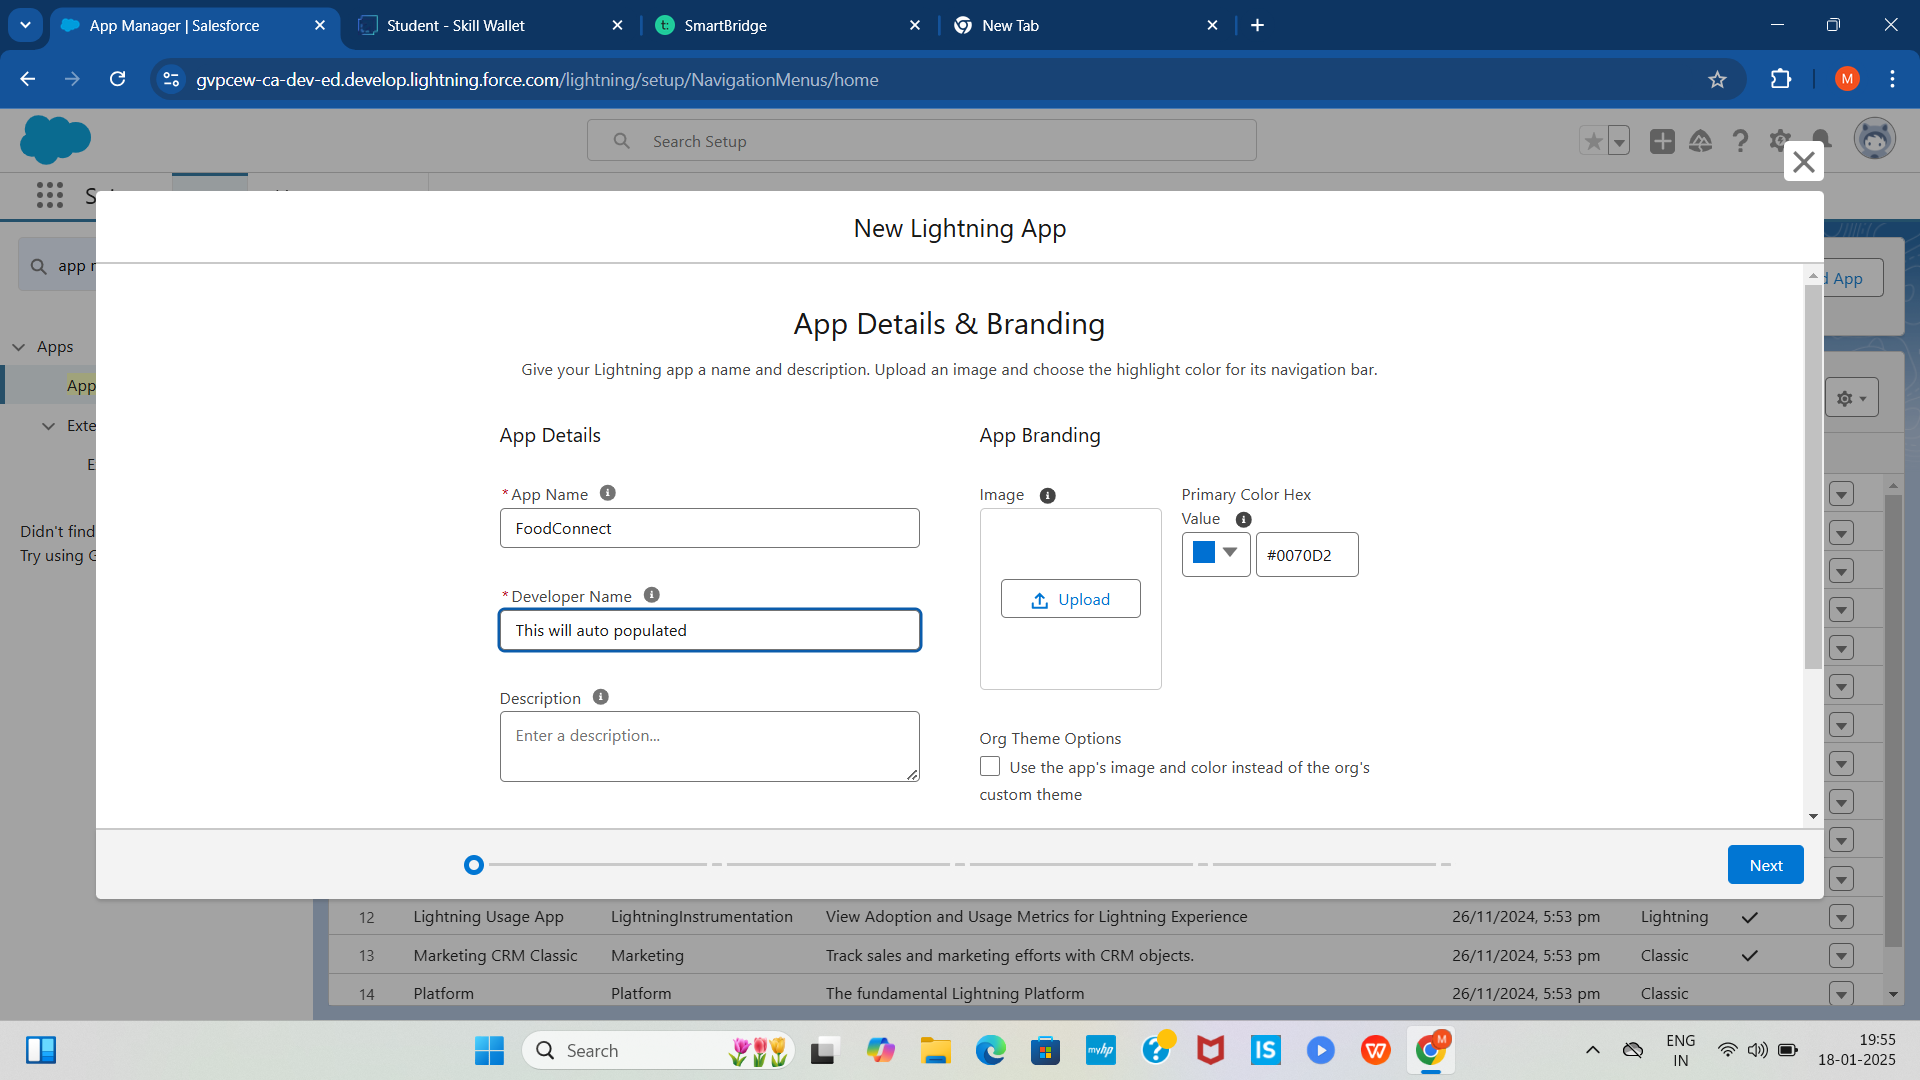 App Manager | Salesforce
Student - Skill Wallet
SmartBridge
New Tab
gvpcew-ca-dev-ed.develop.lightning.force.com/lightning/setup/NavigationMenus/home
M
Search Setup
New Lightning App
app
d App
App Details & Branding
Apps
Give your Lightning app a name and description. Upload an image and choose the highlight color for its navigation bar.
App
Exte
App Details
App Branding
E
*App Name
Image
Primary Color Hex
Value
FoodConnect
#0070D2
Didn't find
Try using G
*Developer Name
Upload
This will auto populated
Description
Enter a description...
Org Theme Options
Use the app's image and color instead of the org's
custom theme
Next
12 Lightning Usage App LightningInstrumentation View Adoption and Usage Metrics for Lightning Experience 26/11/2024, 5:53 pm Lightning
13 Marketing CRM Classic Marketing Track sales and marketing efforts with CRM objects. 26/11/2024, 5:53 pm Classic
14 Platform Platform The fundamental Lightning Platform 26/11/2024, 5:53 pm Classic
Search
myhp
IS
W
M
ENG
IN
19:55
18-01-2025